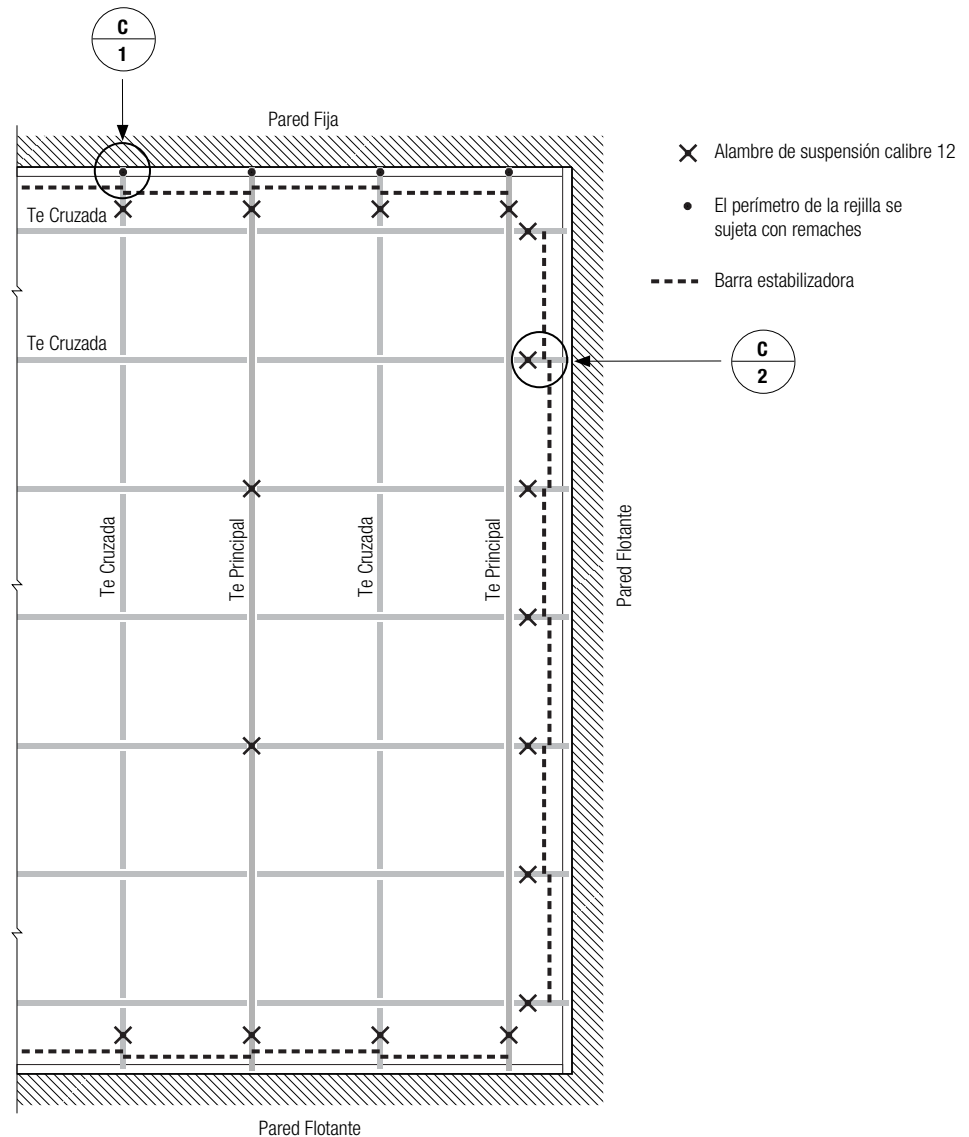 C
1
Pared Fija
Alambre de suspensión calibre 12
El perímetro de la rejilla se
sujeta con remaches
Barra estabilizadora
Te Cruzada
Te Cruzada
C
2
Te Cruzada
Te Principal
Te Cruzada
Te Principal
Pared Flotante
Pared Flotante